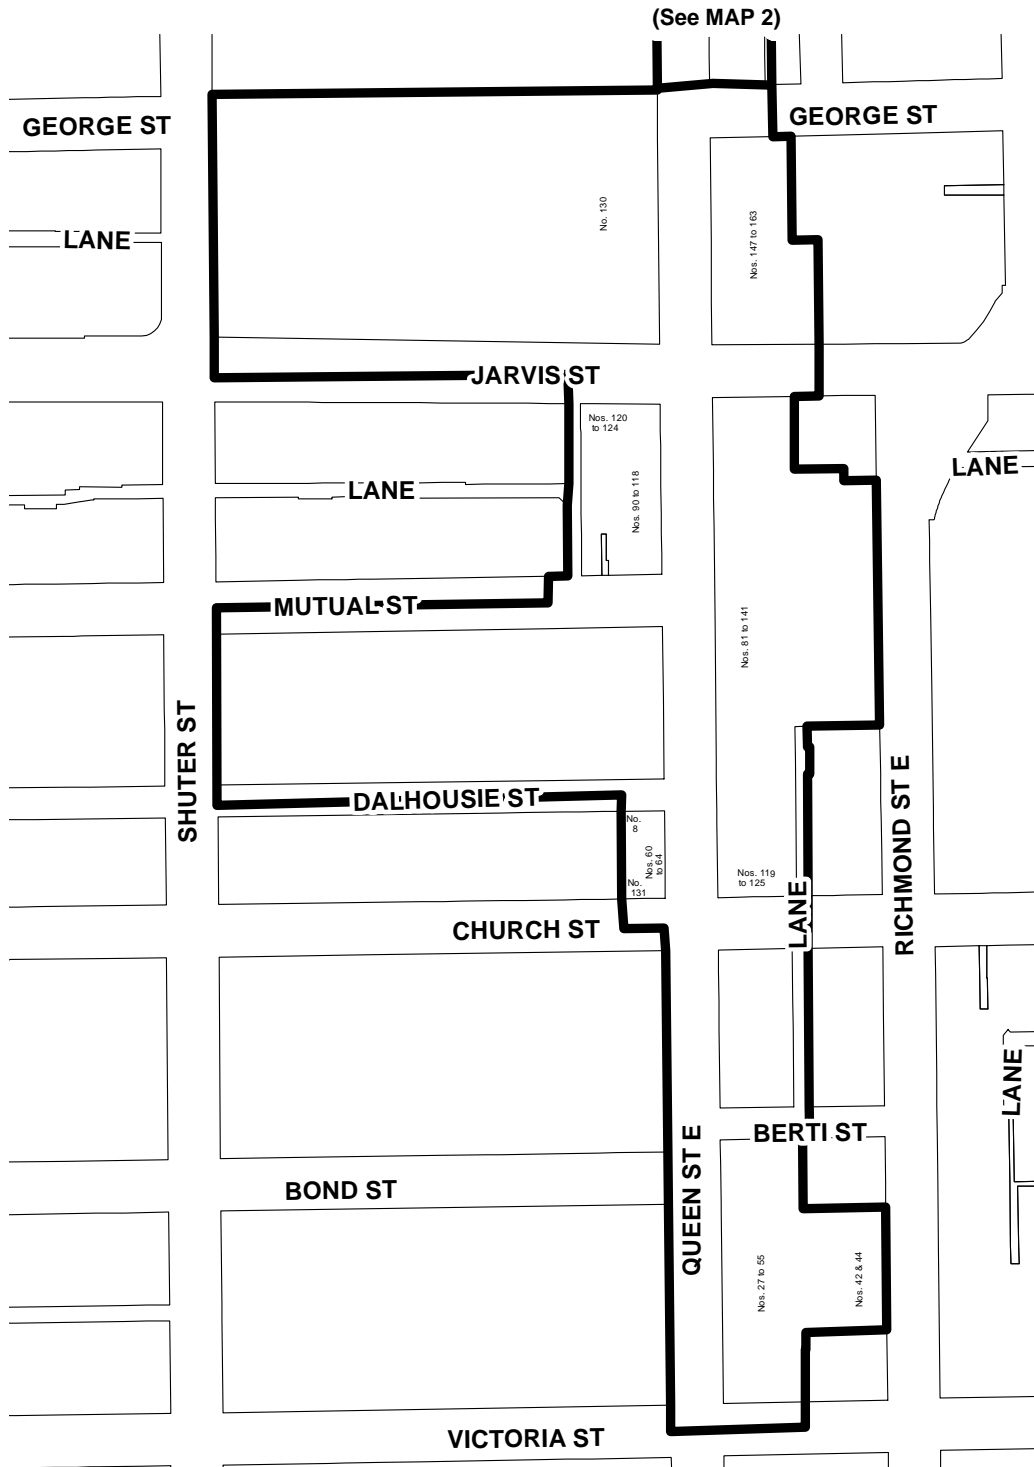 (See MAP 2)
GEORGE ST
GEORGE ST
No. 130
Nos. 147 to 163
LANE
JARVIS ST
Nos. 120
to 124
LANE
LANE
Nos. 90 to 118
MUTUAL ST
Nos. 81 to 141
SHUTER ST
RICHMOND ST E
DALHOUSIE ST
No.
8
Nos. 60
to 64
No.
131
Nos. 119
to 125
LANE
CHURCH ST
LANE
BERTI ST
QUEEN ST E
BOND ST
Nos. 27 to 55
Nos. 42 & 44
VICTORIA ST